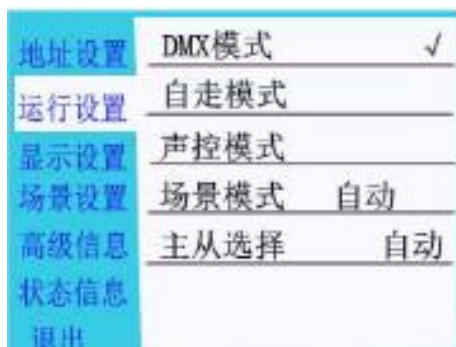 地址设置
运行设置
显示设置
场景设置
高级信息
状态信息
退出
DMX模式 √
自走模式
声控模式
场景模式 自动
主从选择 自动